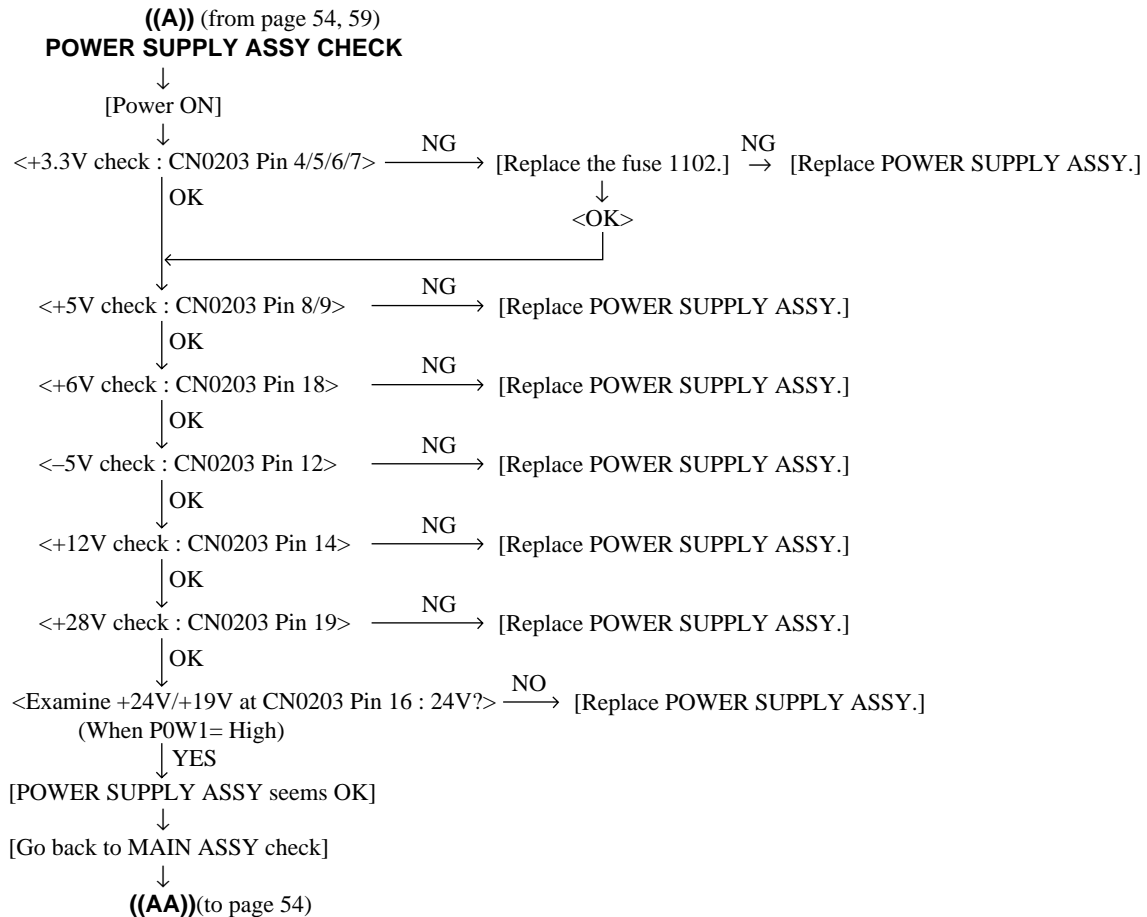 ((A)) (from page 54, 59)
POWER SUPPLY ASSY CHECK
[Power ON]
<+3.3V check : CN0203 Pin 4/5/6/7> NG [Replace the fuse 1102.] NG [Replace POWER SUPPLY ASSY.]
OK
<OK>
<+5V check : CN0203 Pin 8/9> NG [Replace POWER SUPPLY ASSY.]
OK
<+6V check : CN0203 Pin 18> NG [Replace POWER SUPPLY ASSY.]
OK
<–5V check : CN0203 Pin 12> NG [Replace POWER SUPPLY ASSY.]
OK
<+12V check : CN0203 Pin 14> NG [Replace POWER SUPPLY ASSY.]
OK
<+28V check : CN0203 Pin 19> NG [Replace POWER SUPPLY ASSY.]
OK
<Examine +24V/+19V at CN0203 Pin 16 : 24V?> NO [Replace POWER SUPPLY ASSY.]
(When P0W1= High)
YES
[POWER SUPPLY ASSY seems OK]
[Go back to MAIN ASSY check]
((AA))(to page 54)